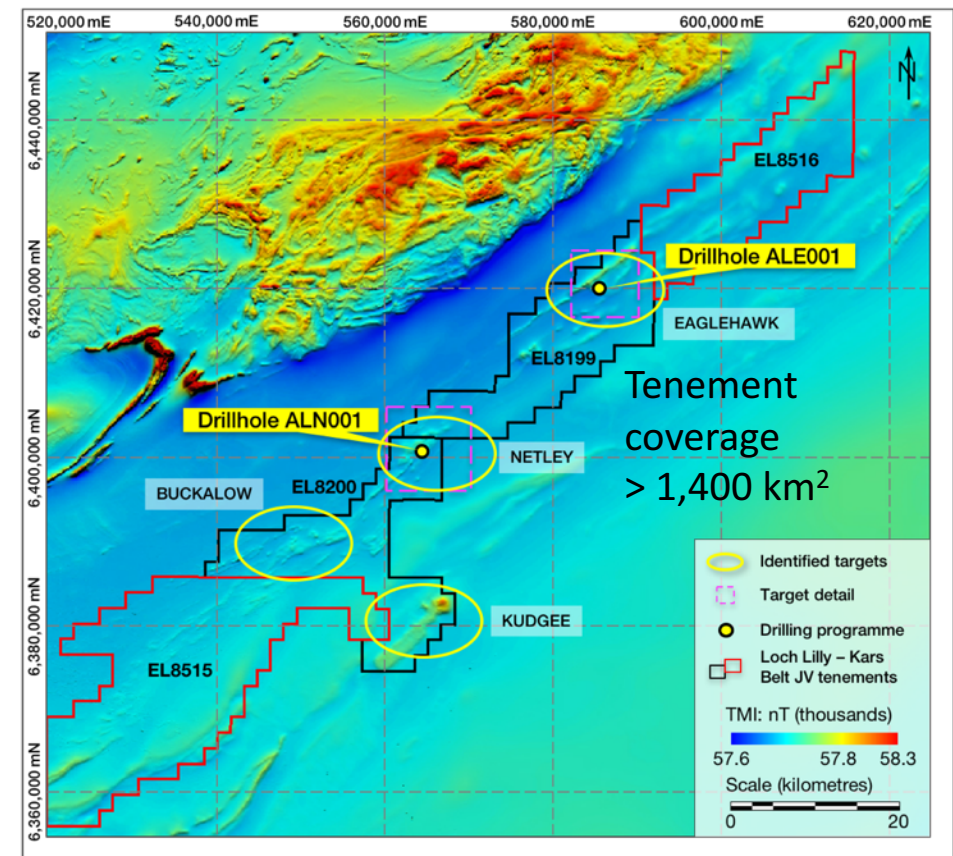 520,000 mE
540,000 mE
560,000 mE
580,000 mE
600,000 mE
620,000 mE
N
6,440,000 mN
EL8516
Drillhole ALE001
6,420,000 mN
EAGLEHAWK
EL8199
Tenement
coverage
> 1,400 km²
Drillhole ALN001
6,400,000 mN
NETLEY
BUCKALOW
EL8200
KUDGEE
6,380,000 mN
EL8515
6,360,000 mN
Identified targets
Target detail
Drilling programme
Loch Lilly – Kars
Belt JV tenements
TMI: nT (thousands)
57.6
57.8
58.3
Scale (kilometres)
0
20